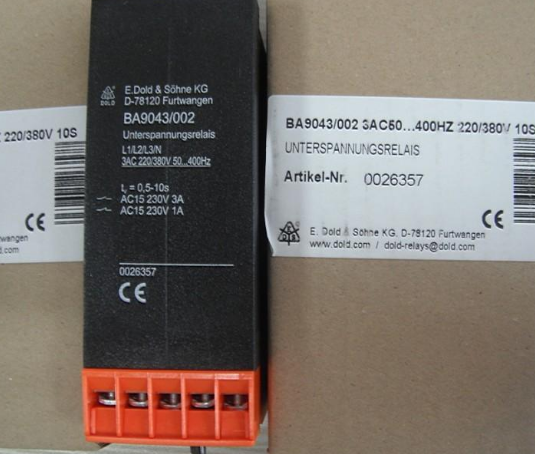 E.Dold & Söhne KG
D-78120 Furtwangen
DOLD
BA9043/002
Unterspannungsrelais
L1/L2/L3/N
3AC 220/380V 50...400Hz
tᵥ = 0,5-10s
AC15 230V 3A
AC15 230V 1A
0026357
CE
220/380V 10S
CE
wangen
d.com
BA9043/002 3AC50...400HZ 220/380V 10S
UNTERSPANNUNGSRELAIS
Artikel-Nr. 0026357
CE
E. Dold & Söhne KG. D-78120 Furtwangen
www.dold.com / dold-relays@dold.com